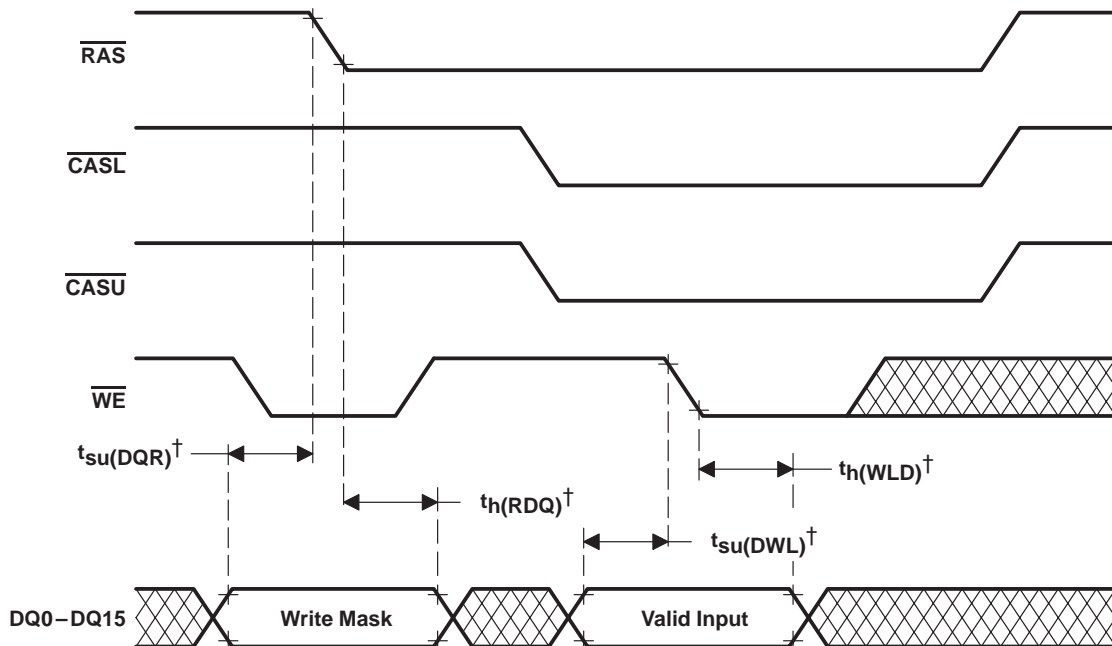 RAS
CASL
CASU
WE
tsu(DQR)†
th(WLD)†
th(RDQ)†
tsu(DWL)†
DQ0–DQ15
Write Mask
Valid Input